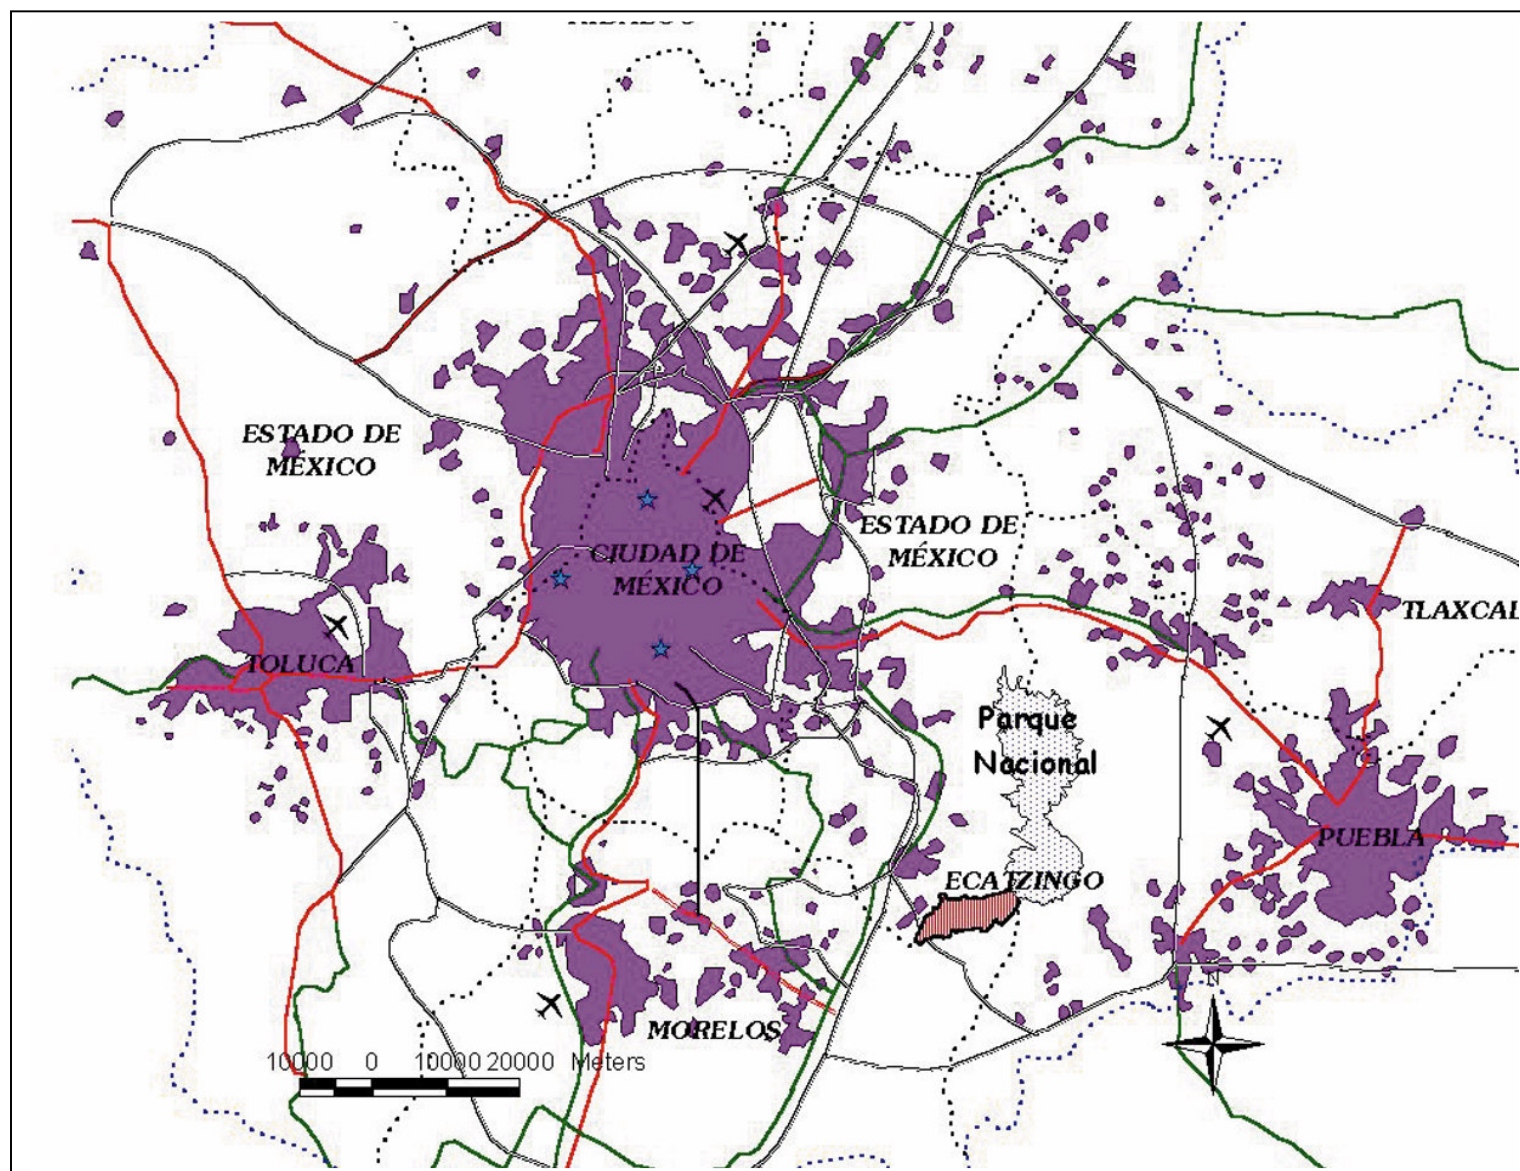 HIDALGO
ESTADO DE
MÉXICO
ESTADO DE
MÉXICO
CIUDAD DE
MÉXICO
TLAXCAL
TOLUCA
Parque
Nacional
PUEBLA
ECATZINGO
N
MORELOS
10000 0 10000 20000 Meters